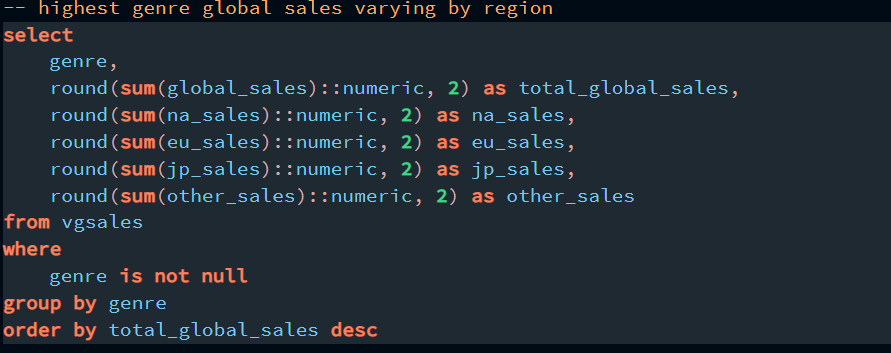 -- highest genre global sales varying by region
select
    genre,
    round(sum(global_sales)::numeric, 2) as total_global_sales,
    round(sum(na_sales)::numeric, 2) as na_sales,
    round(sum(eu_sales)::numeric, 2) as eu_sales,
    round(sum(jp_sales)::numeric, 2) as jp_sales,
    round(sum(other_sales)::numeric, 2) as other_sales
from vgsales
where
    genre is not null
group by genre
order by total_global_sales desc